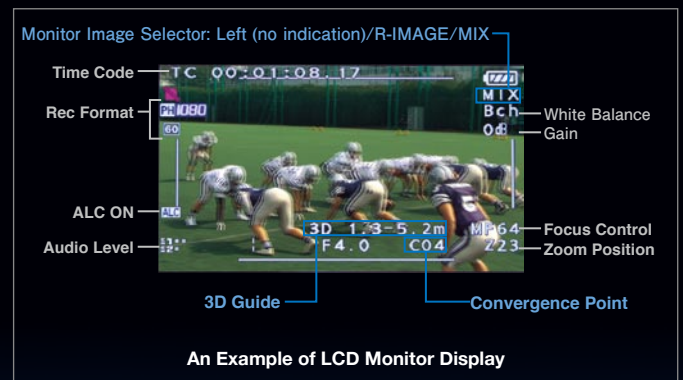 Monitor Image Selector: Left (no indication)/R-IMAGE/MIX
Time Code
TC 00:01:08.17
MIX
Rec Format
PH 1080
Bch
White Balance
60
0dB
Gain
ALC ON
ALC
3D 1.3-5.2m
MF64
Focus Control
Audio Level
F4.0
C04
Z23
Zoom Position
3D Guide
Convergence Point
An Example of LCD Monitor Display